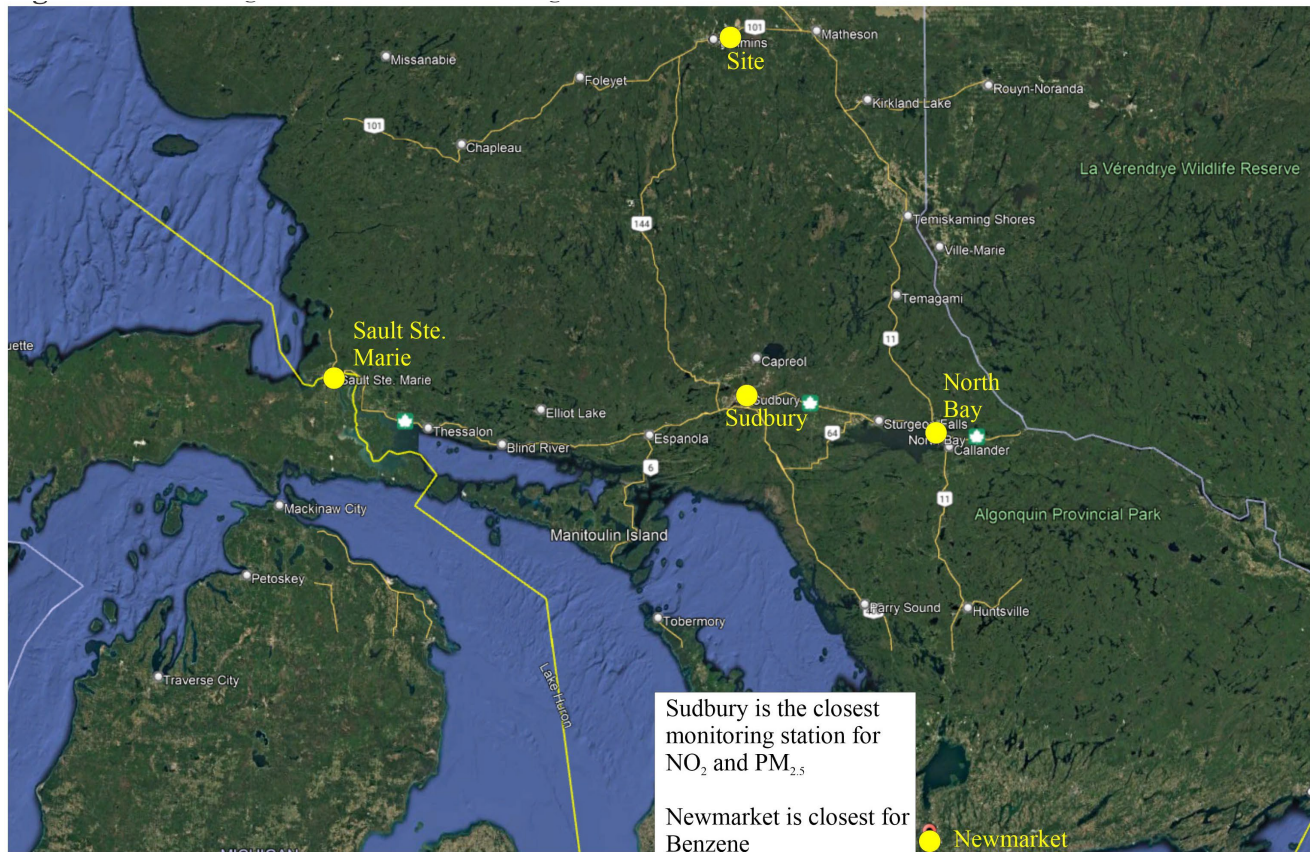 101
Matheson
Timmins
Site
Missanabie
Foleyet
Rouyn-Noranda
Kirkland Lake
101
Chapleau
La Vérendrye Wildlife Reserve
144
Temiskaming Shores
Ville-Marie
Temagami
Sault Ste.
Marie
uette
11
Capreol
Sault Ste. Marie
North
Bay
Sudbury
Sudbury
Elliot Lake
Sturgeon Falls
Thessalon
64
North Bay
Espanola
Blind River
Callander
6
11
Mackinaw City
Algonquin Provincial Park
Manitoulin Island
Petoskey
Parry Sound
Huntsville
Tobermory
Traverse City
Lake Huron
Sudbury is the closest
monitoring station for
NO₂ and PM₂.₅
Newmarket is closest for
Benzene
Newmarket
MICHIGAN